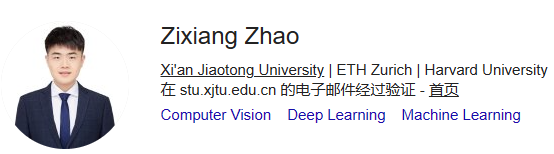 Zixiang Zhao
Xi'an Jiaotong University | ETH Zurich | Harvard University
在 stu.xjtu.edu.cn 的电子邮件经过验证 - 首页
Computer Vision Deep Learning Machine Learning